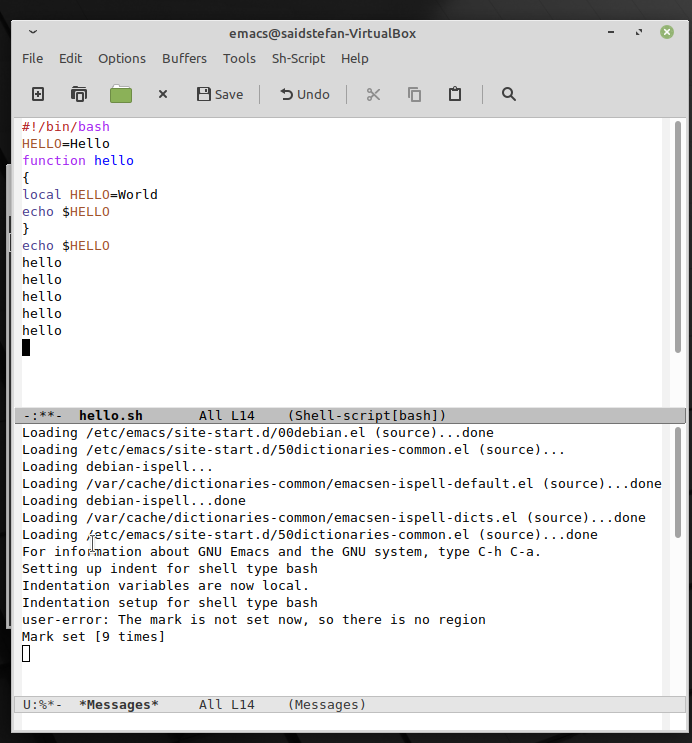 emacs@saidstefan-VirtualBox
File Edit Options Buffers Tools Sh-Script Help
Save Undo
#!/bin/bash
HELLO=Hello
function hello
{
local HELLO=World
echo $HELLO
}
echo $HELLO
hello
hello
hello
hello
hello
-:**-  hello.sh       All L14    (Shell-script[bash])
Loading /etc/emacs/site-start.d/00debian.el (source)...done
Loading /etc/emacs/site-start.d/50dictionaries-common.el (source)...
Loading debian-ispell...
Loading /var/cache/dictionaries-common/emacsen-ispell-default.el (source)...done
Loading debian-ispell...done
Loading /var/cache/dictionaries-common/emacsen-ispell-dicts.el (source)...done
Loading /etc/emacs/site-start.d/50dictionaries-common.el (source)...done
For information about GNU Emacs and the GNU system, type C-h C-a.
Setting up indent for shell type bash
Indentation variables are now local.
Indentation setup for shell type bash
user-error: The mark is not set now, so there is no region
Mark set [9 times]
U:%*-  *Messages*     All L14    (Messages)